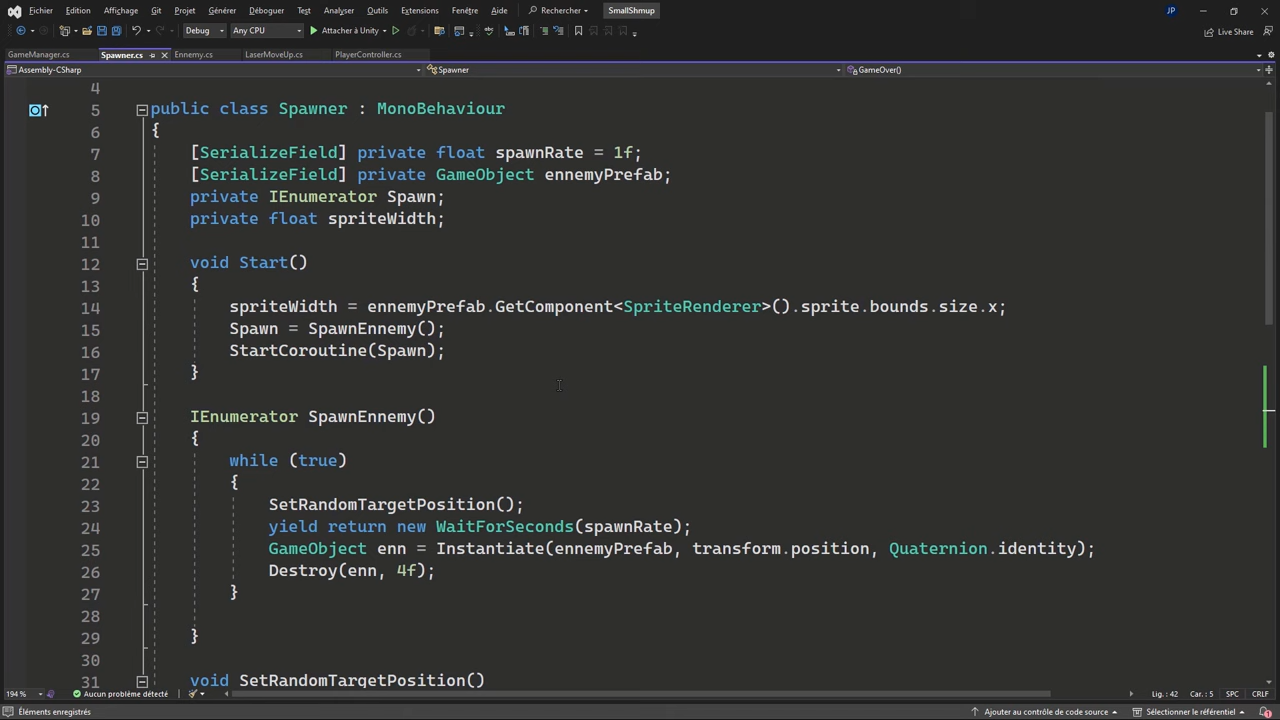 Fichier Edition Affichage Git Projet Générer Déboguer Test Analyser Outils Extensions Fenêtre Aide Rechercher SmallShmup JP
Debug Any CPU Attacher à Unity Live Share
GameManager.cs Spawner.cs Ennemy.cs LaserMoveUp.cs PlayerController.cs
Assembly-CSharp Spawner GameOver()
4
5 public class Spawner : MonoBehaviour
6 {
7 [SerializeField] private float spawnRate = 1f;
8 [SerializeField] private GameObject ennemyPrefab;
9 private IEnumerator Spawn;
10 private float spriteWidth;
11
12 void Start()
13 {
14 spriteWidth = ennemyPrefab.GetComponent<SpriteRenderer>().sprite.bounds.size.x;
15 Spawn = SpawnEnnemy();
16 StartCoroutine(Spawn);
17 }
18
19 IEnumerator SpawnEnnemy()
20 {
21 while (true)
22 {
23 SetRandomTargetPosition();
24 yield return new WaitForSeconds(spawnRate);
25 GameObject enn = Instantiate(ennemyPrefab, transform.position, Quaternion.identity);
26 Destroy(enn, 4f);
27 }
28
29 }
30
31 void SetRandomTargetPosition()
194 % Aucun problème détecté Lig. : 42 Car. : 5 SPC CRLF
Éléments enregistrés Ajouter au contrôle de code source Sélectionner le référentiel